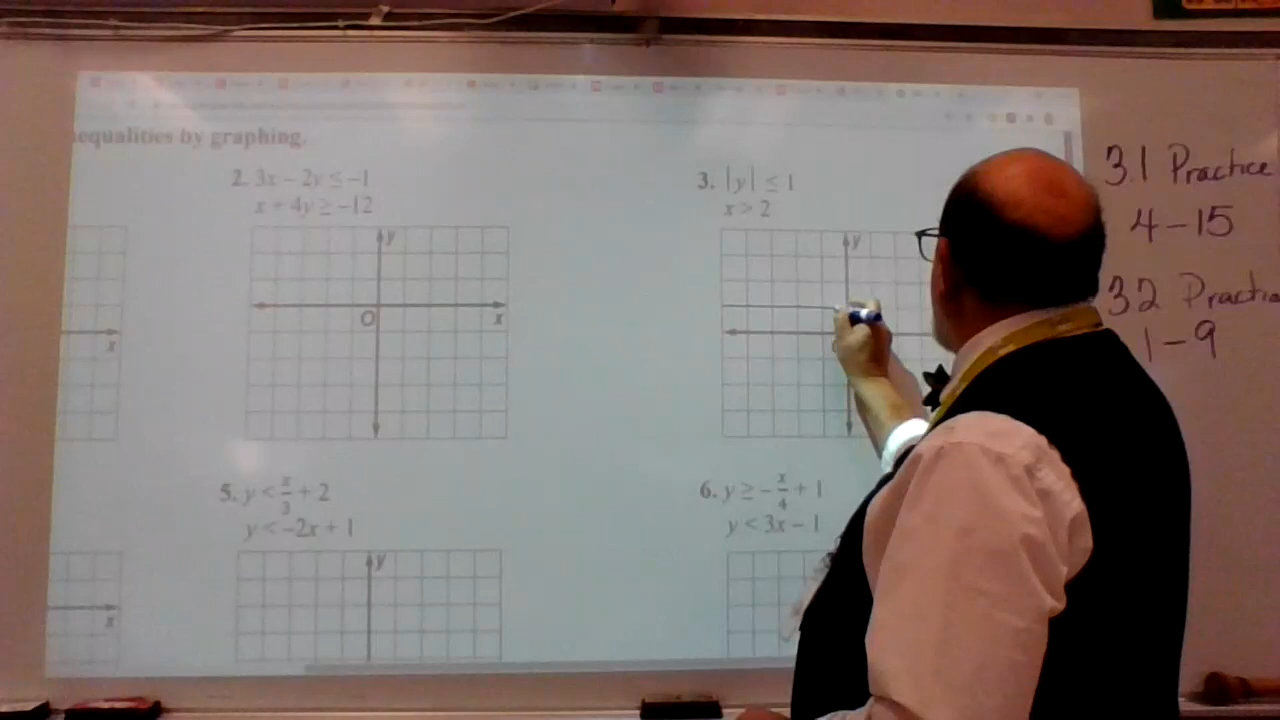 equalities by graphing.
2. 3x − 2y ≤ −1
x + 4y ≥ −12
3. |y| ≤ 1
x > 2
y
O
x
y
x
5. y < x/3 + 2
y < −2x + 1
6. y ≥ −x/4 + 1
y < 3x − 1
x
y
3.1 Practice
4 – 15
3.2 Practic
1 – 9